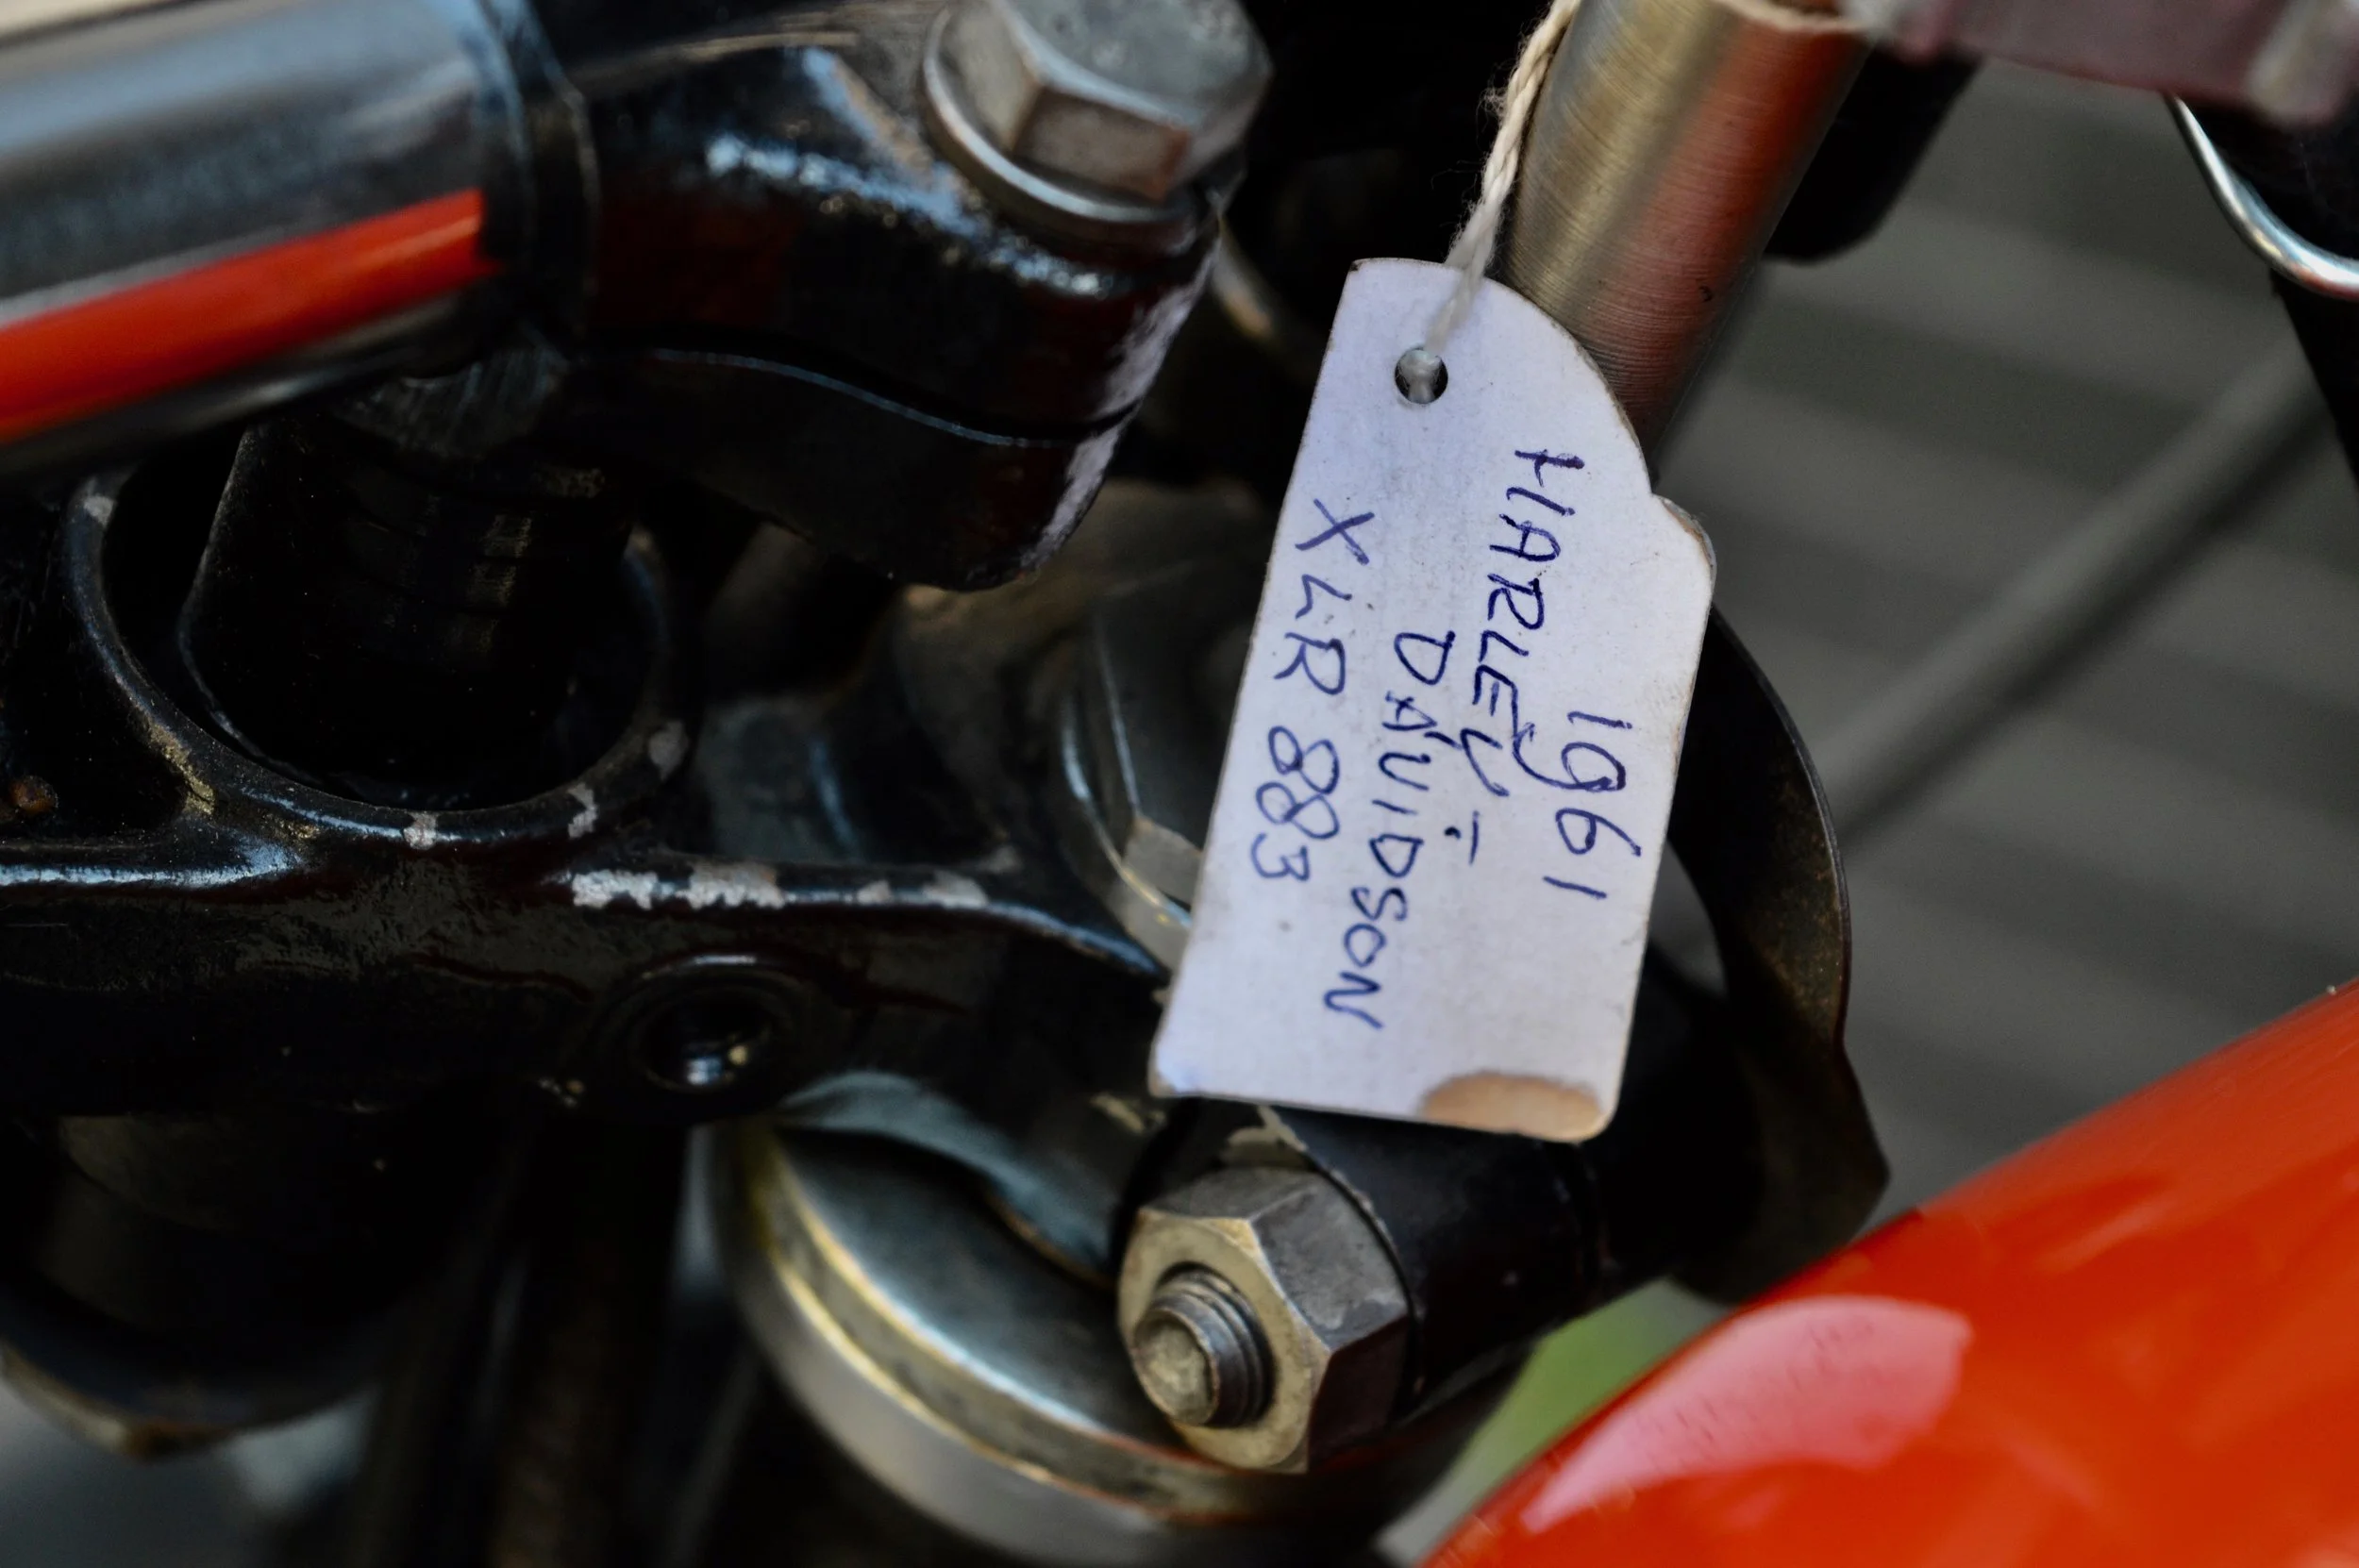 1961
HARLEY -
DAVIDSON
XLR 883